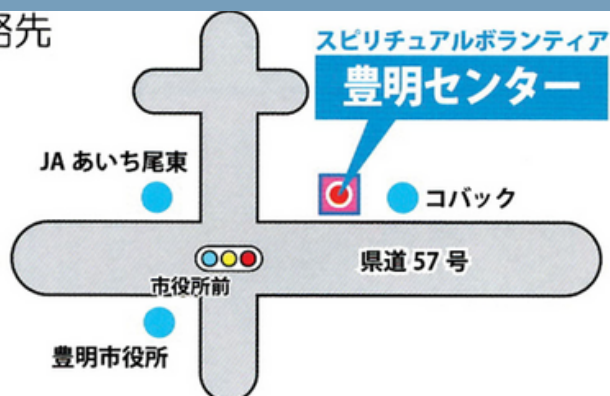 絡先
スピリチュアルボランティア
豊明センター
JA あいち尾東
コバック
県道 57 号
市役所前
豊明市役所